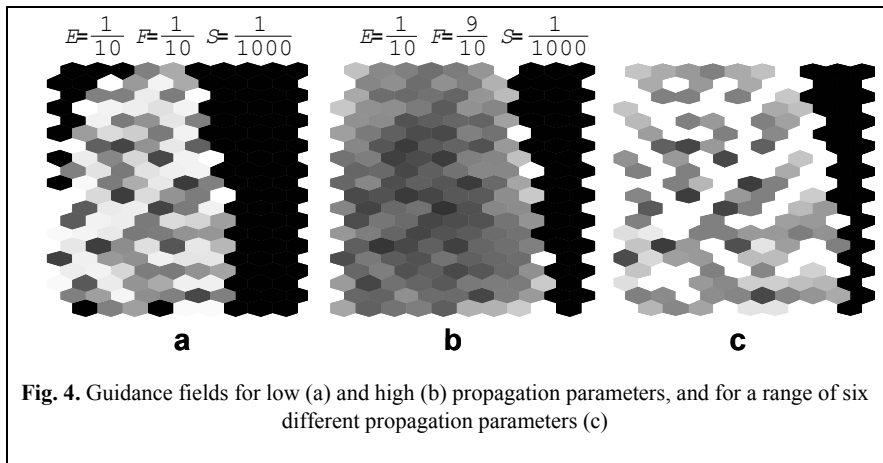 E=1/10 F=1/10 S=1/1000
E=1/10 F=9/10 S=1/1000
a b c
Fig. 4. Guidance fields for low (a) and high (b) propagation parameters, and for a range of six
different propagation parameters (c)